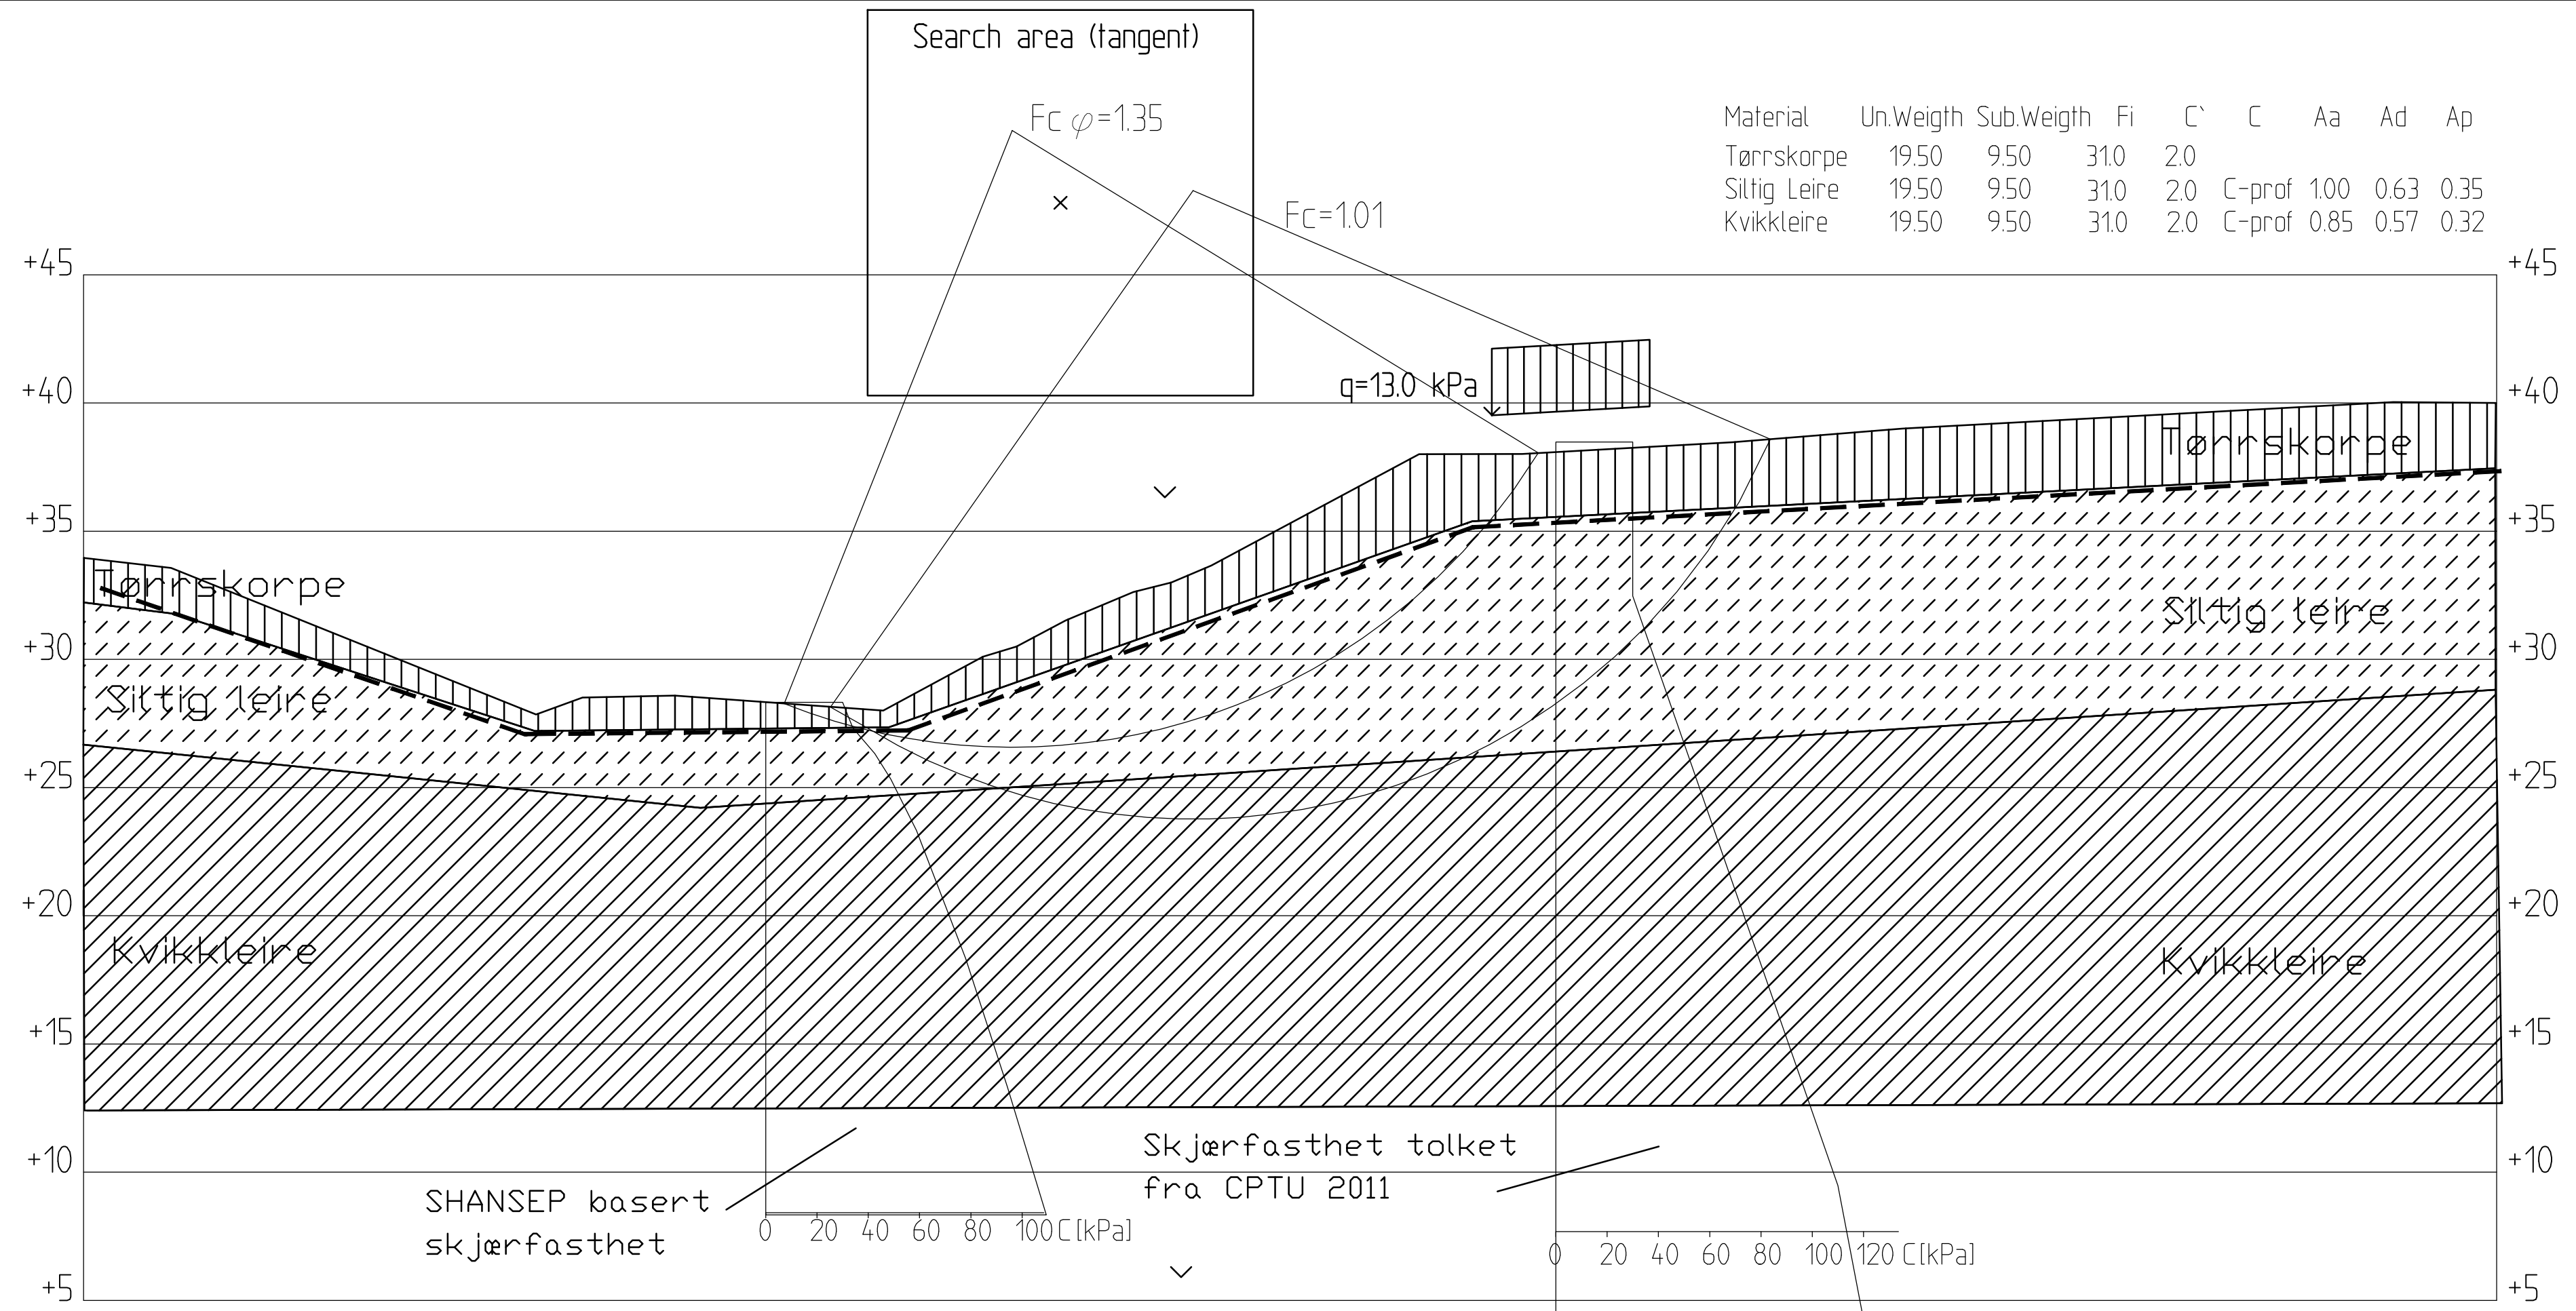 Search area (tangent)
Fc φ=1.35
Fc=1.01
Material Un.Weigth Sub.Weigth Fi C` C Aa Ad Ap
Tørrskorpe 19.50 9.50 31.0 2.0
Siltig Leire 19.50 9.50 31.0 2.0 C-prof 1.00 0.63 0.35
Kvikkleire 19.50 9.50 31.0 2.0 C-prof 0.85 0.57 0.32
+45 +45
+40 q=13.0 kPa +40
Tørrskorpe
+35 +35
Tørrskorpe
Siltig leire
+30 +30
Siltig leire
+25 +25
+20 +20
Kvikkleire Kvikkleire
+15 +15
+10 +10
Skjærfasthet tolket
fra CPTU 2011
SHANSEP basert
skjærfasthet
0 20 40 60 80 100 C[kPa]
0 20 40 60 80 100 120 C[kPa]
+5 +5